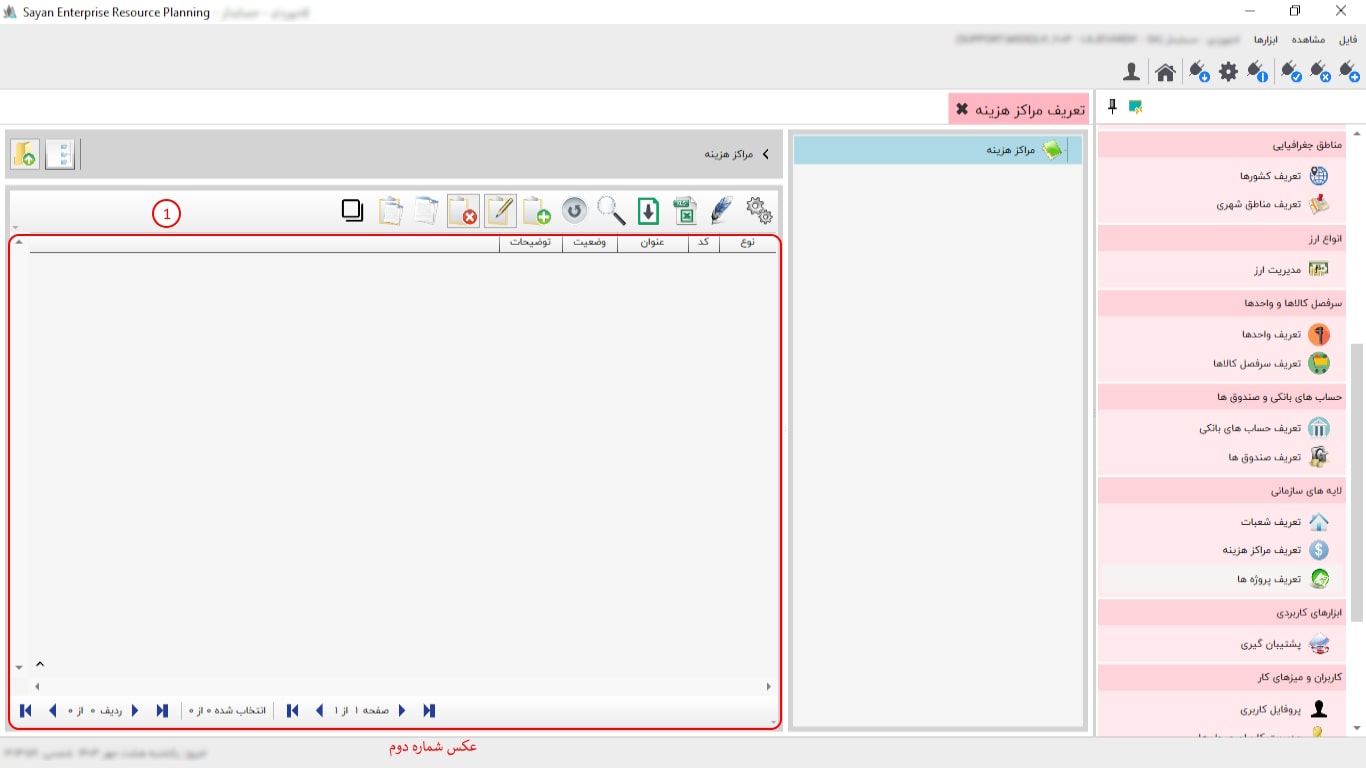 Sayan Enterprise Resource Planning
فایل
مشاهده
ابزارها
تعریف مراکز هزینه
مناطق جغرافیایی
تعریف کشورها
تعریف مناطق شهری
انواع ارز
مدیریت ارز
سرفصل کالاها و واحدها
تعریف واحدها
تعریف سرفصل کالاها
حساب های بانکی و صندوق ها
تعریف حساب های بانکی
تعریف صندوق ها
لایه های سازمانی
تعریف شعبات
تعریف مراکز هزینه
تعریف پروژه ها
ابزارهای کاربردی
پشتیبان گیری
کاربران و میزهای کار
پروفایل کاربری
مراکز هزینه
مراکز هزینه
1
نوع
کد
عنوان
وضعیت
توضیحات
صفحه ۱ از ۱
انتخاب شده ۰ از ۰
ردیف ۰ از ۰
عکس شماره دوم